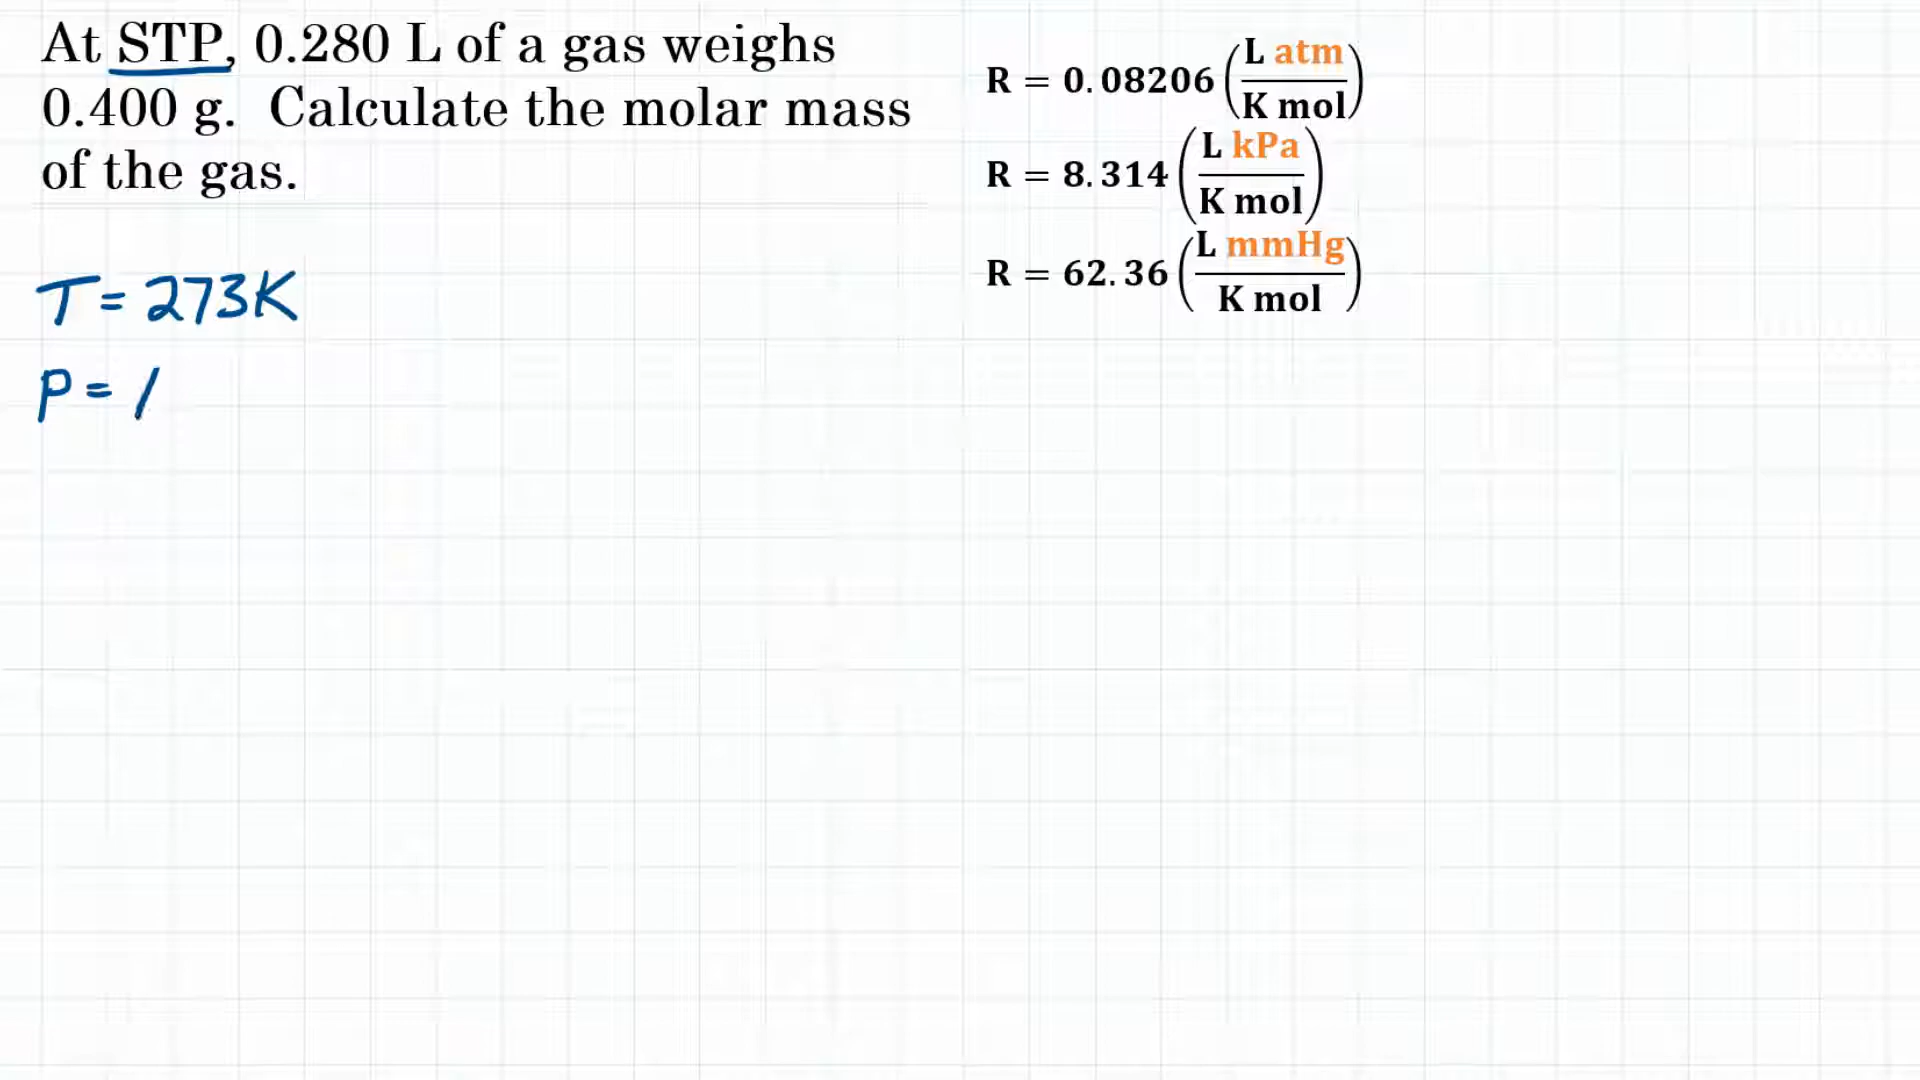 At STP, 0.280 L of a gas weighs
0.400 g. Calculate the molar mass
of the gas.
R = 0.08206 (L atm / K mol)
R = 8.314 (L kPa / K mol)
R = 62.36 (L mmHg / K mol)
T = 273K
P = 1